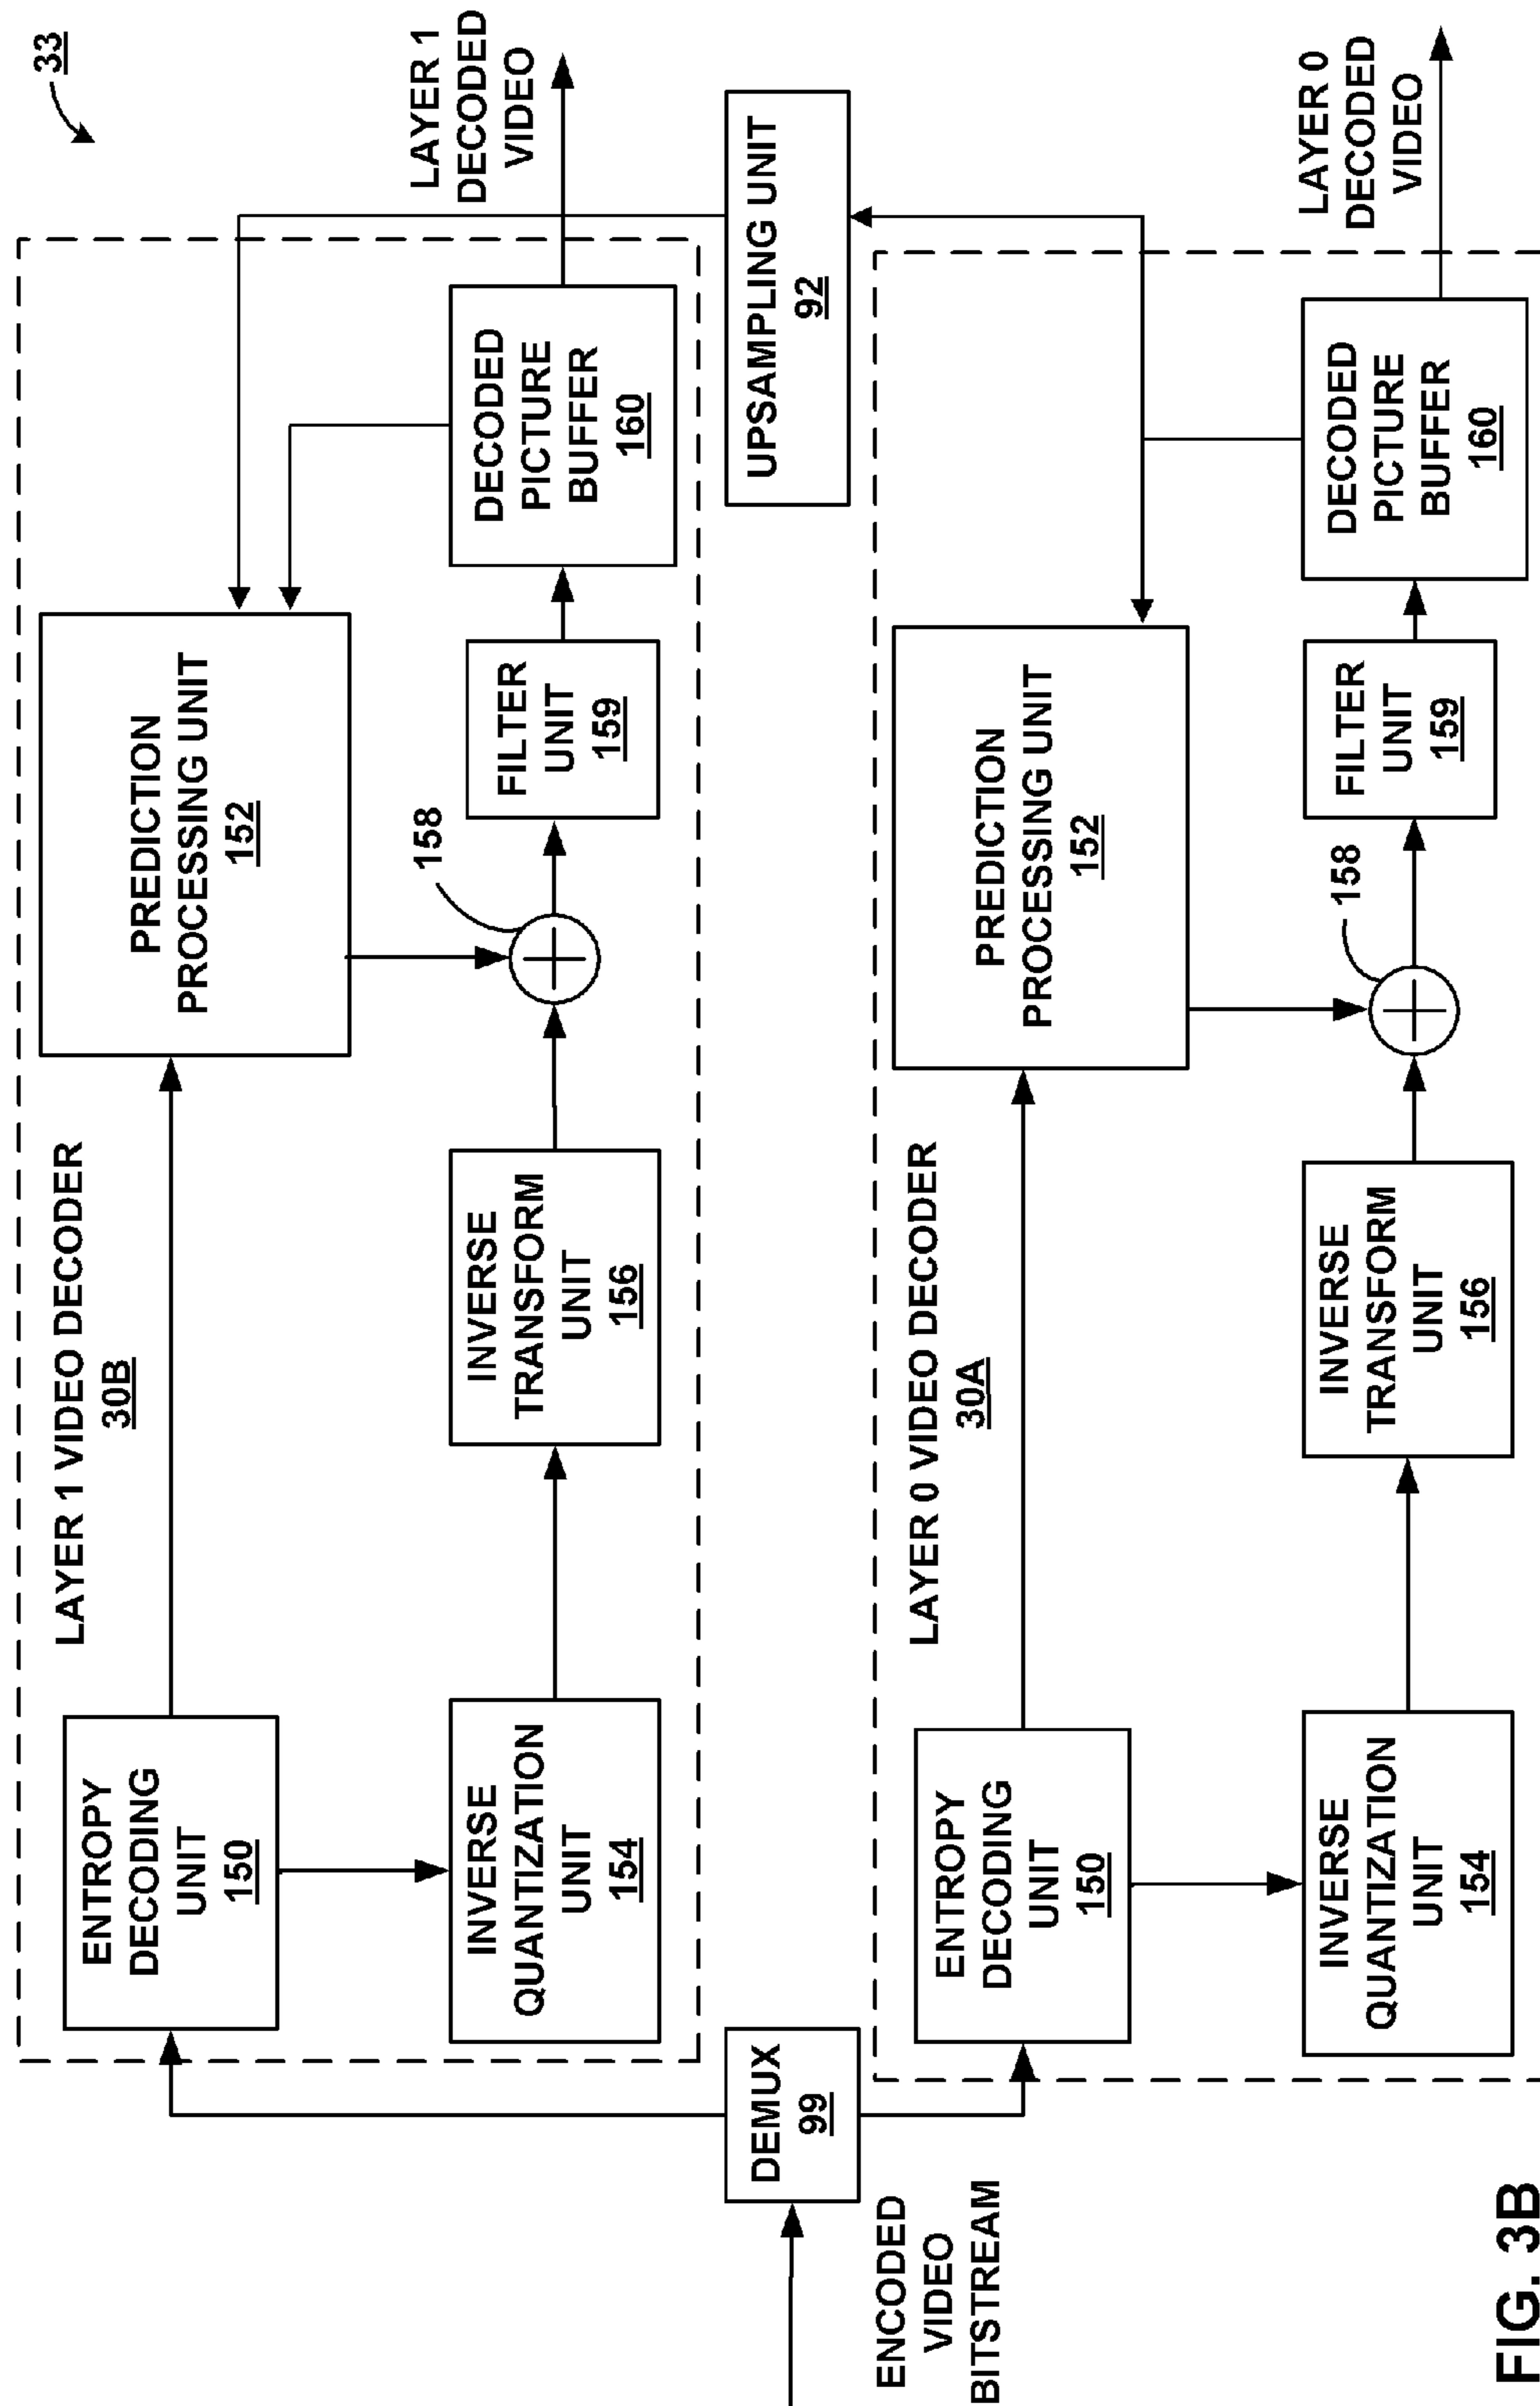 33
LAYER 1 VIDEO DECODER
30B
ENTROPY
DECODING
UNIT
150
PREDICTION
PROCESSING UNIT
152
LAYER 1
DECODED
VIDEO
INVERSE
QUANTIZATION
UNIT
154
INVERSE
TRANSFORM
UNIT
156
158
FILTER
UNIT
159
DECODED
PICTURE
BUFFER
160
DEMUX
99
UPSAMPLING UNIT
92
ENCODED
VIDEO
BITSTREAM
LAYER 0 VIDEO DECODER
30A
ENTROPY
DECODING
UNIT
150
PREDICTION
PROCESSING UNIT
152
LAYER 0
DECODED
VIDEO
INVERSE
QUANTIZATION
UNIT
154
INVERSE
TRANSFORM
UNIT
156
158
FILTER
UNIT
159
DECODED
PICTURE
BUFFER
160
FIG. 3B